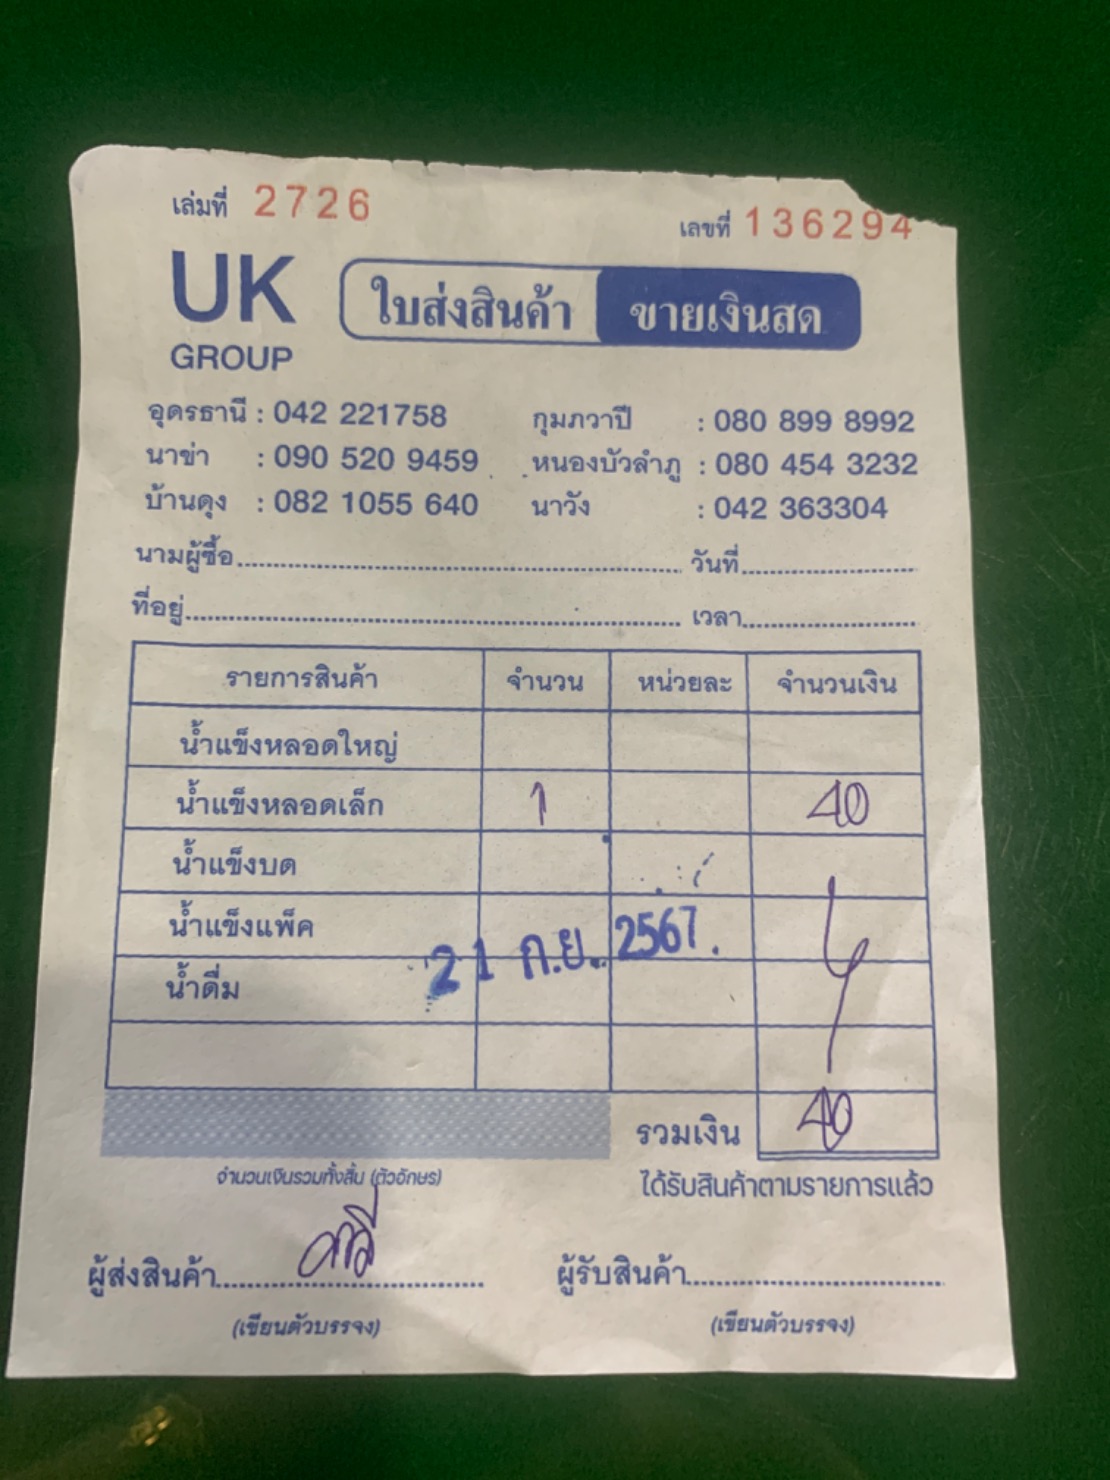 เล่มที่ 2726
เลขที่ 136294
UK GROUP
ใบส่งสินค้า ขายเงินสด
อุดรธานี : 042 221758 กุมภวาปี : 080 899 8992
นาข่า : 090 520 9459 หนองบัวลำภู : 080 454 3232
บ้านดุง : 082 1055 640 นาวัง : 042 363304
นามผู้ซื้อ วันที่
ที่อยู่ เวลา
รายการสินค้า จำนวน หน่วยละ จำนวนเงิน
น้ำแข็งหลอดใหญ่
น้ำแข็งหลอดเล็ก 1 40
น้ำแข็งบด
น้ำแข็งแพ็ค
21 ก.ย. 2567
น้ำดื่ม
รวมเงิน 40
จำนวนเงินรวมทั้งสิ้น (ตัวอักษร) ได้รับสินค้าตามรายการแล้ว
ผู้ส่งสินค้า ผู้รับสินค้า
(เขียนตัวบรรจง) (เขียนตัวบรรจง)